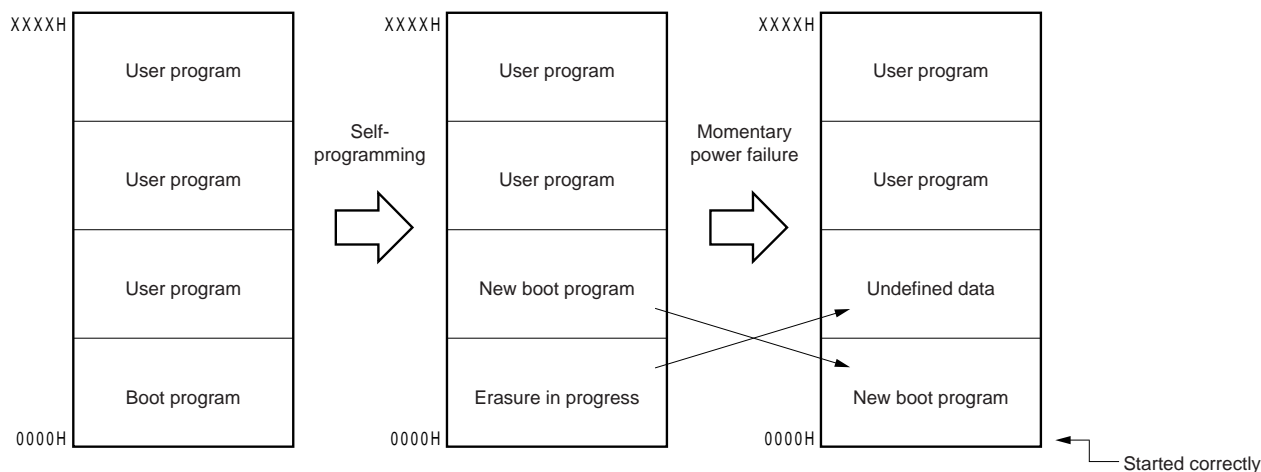 XXXXH
User program
User program
User program
Boot program
0000H
Self-
programming
XXXXH
User program
User program
New boot program
Erasure in progress
0000H
Momentary
power failure
XXXXH
User program
User program
Undefined data
New boot program
0000H
Started correctly